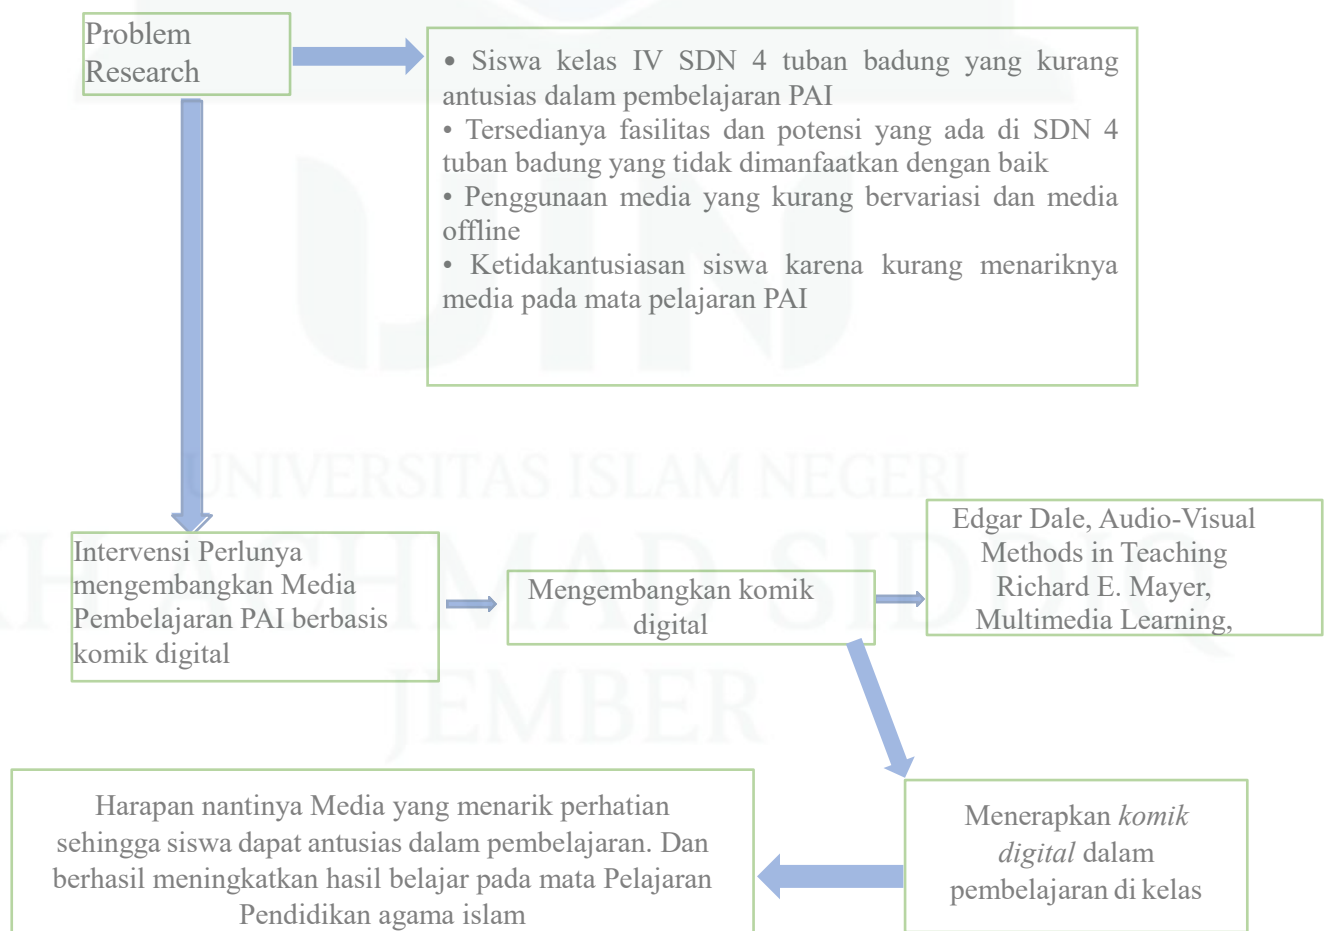 Problem
Research
• Siswa kelas IV SDN 4 tuban badung yang kurang
antusias dalam pembelajaran PAI
• Tersedianya fasilitas dan potensi yang ada di SDN 4
tuban badung yang tidak dimanfaatkan dengan baik
• Penggunaan media yang kurang bervariasi dan media
offline
• Ketidakantusiasan siswa karena kurang menariknya
media pada mata pelajaran PAI
UIN
UNIVERSITAS ISLAM NEGERI
KH ACHMAD SIDDIQ
JEMBER
Intervensi Perlunya
mengembangkan Media
Pembelajaran PAI berbasis
komik digital
Mengembangkan komik
digital
Edgar Dale, Audio-Visual
Methods in Teaching
Richard E. Mayer,
Multimedia Learning,
Menerapkan komik
digital dalam
pembelajaran di kelas
Harapan nantinya Media yang menarik perhatian
sehingga siswa dapat antusias dalam pembelajaran. Dan
berhasil meningkatkan hasil belajar pada mata Pelajaran
Pendidikan agama islam